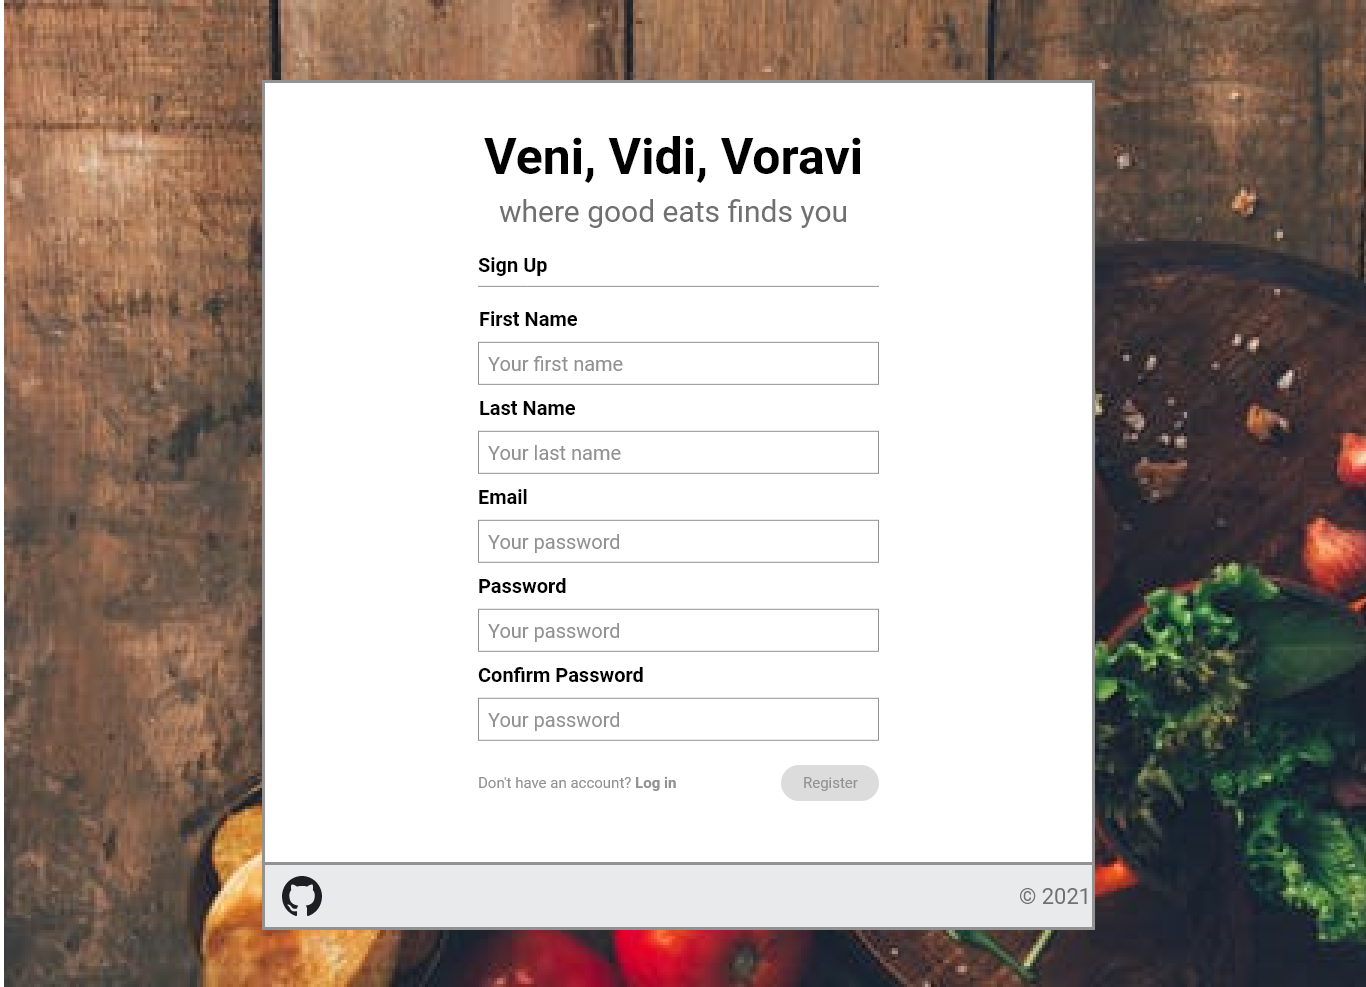 Veni, Vidi, Voravi
where good eats finds you
Sign Up
First Name
Your first name
Last Name
Your last name
Email
Your password
Password
Your password
Confirm Password
Your password
Don't have an account? Log in
Register
© 2021